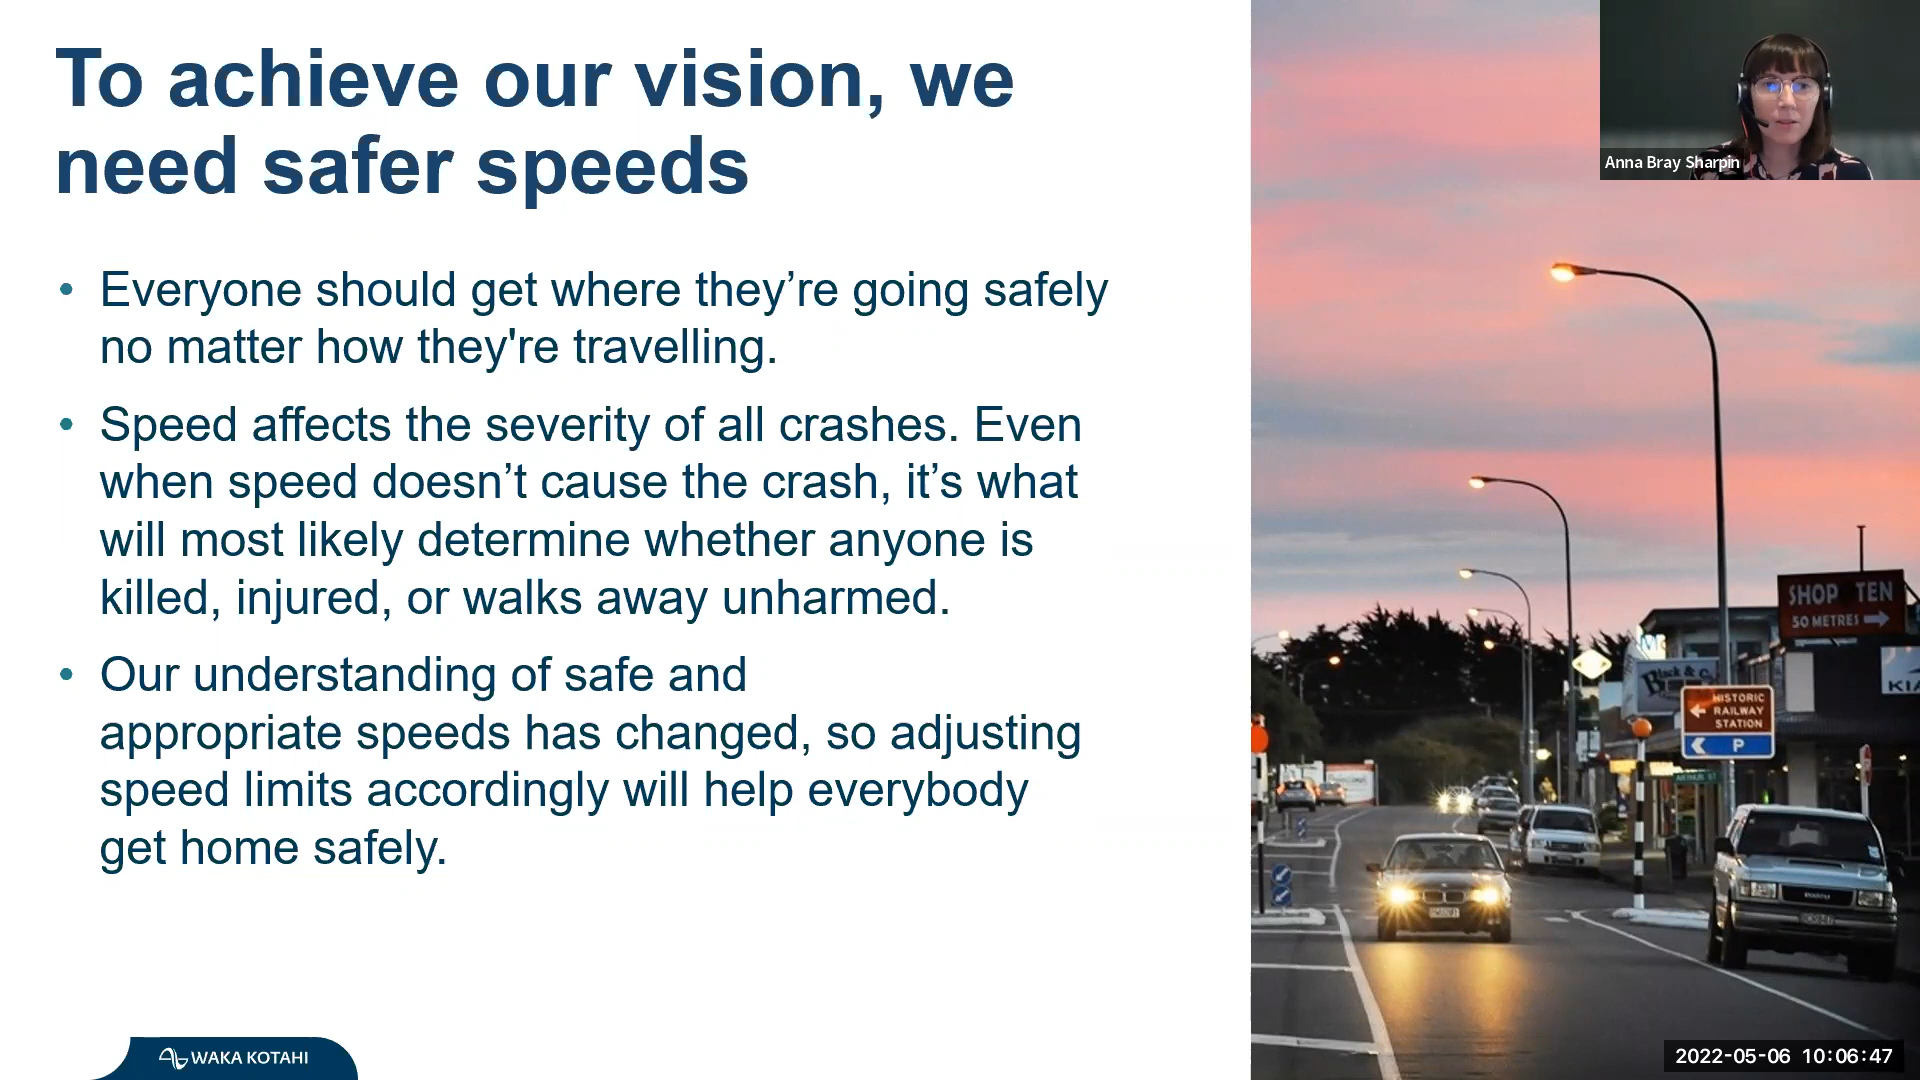 To achieve our vision, we
need safer speeds
• Everyone should get where they’re going safely
no matter how they're travelling.
• Speed affects the severity of all crashes. Even
when speed doesn’t cause the crash, it’s what
will most likely determine whether anyone is
killed, injured, or walks away unharmed.
• Our understanding of safe and
appropriate speeds has changed, so adjusting
speed limits accordingly will help everybody
get home safely.
WAKA KOTAHI
Anna Bray Sharpin
SHOP TEN
50 METRES
Black & C
KIA
HISTORIC
RAILWAY
STATION
P
2022-05-06 10:06:47